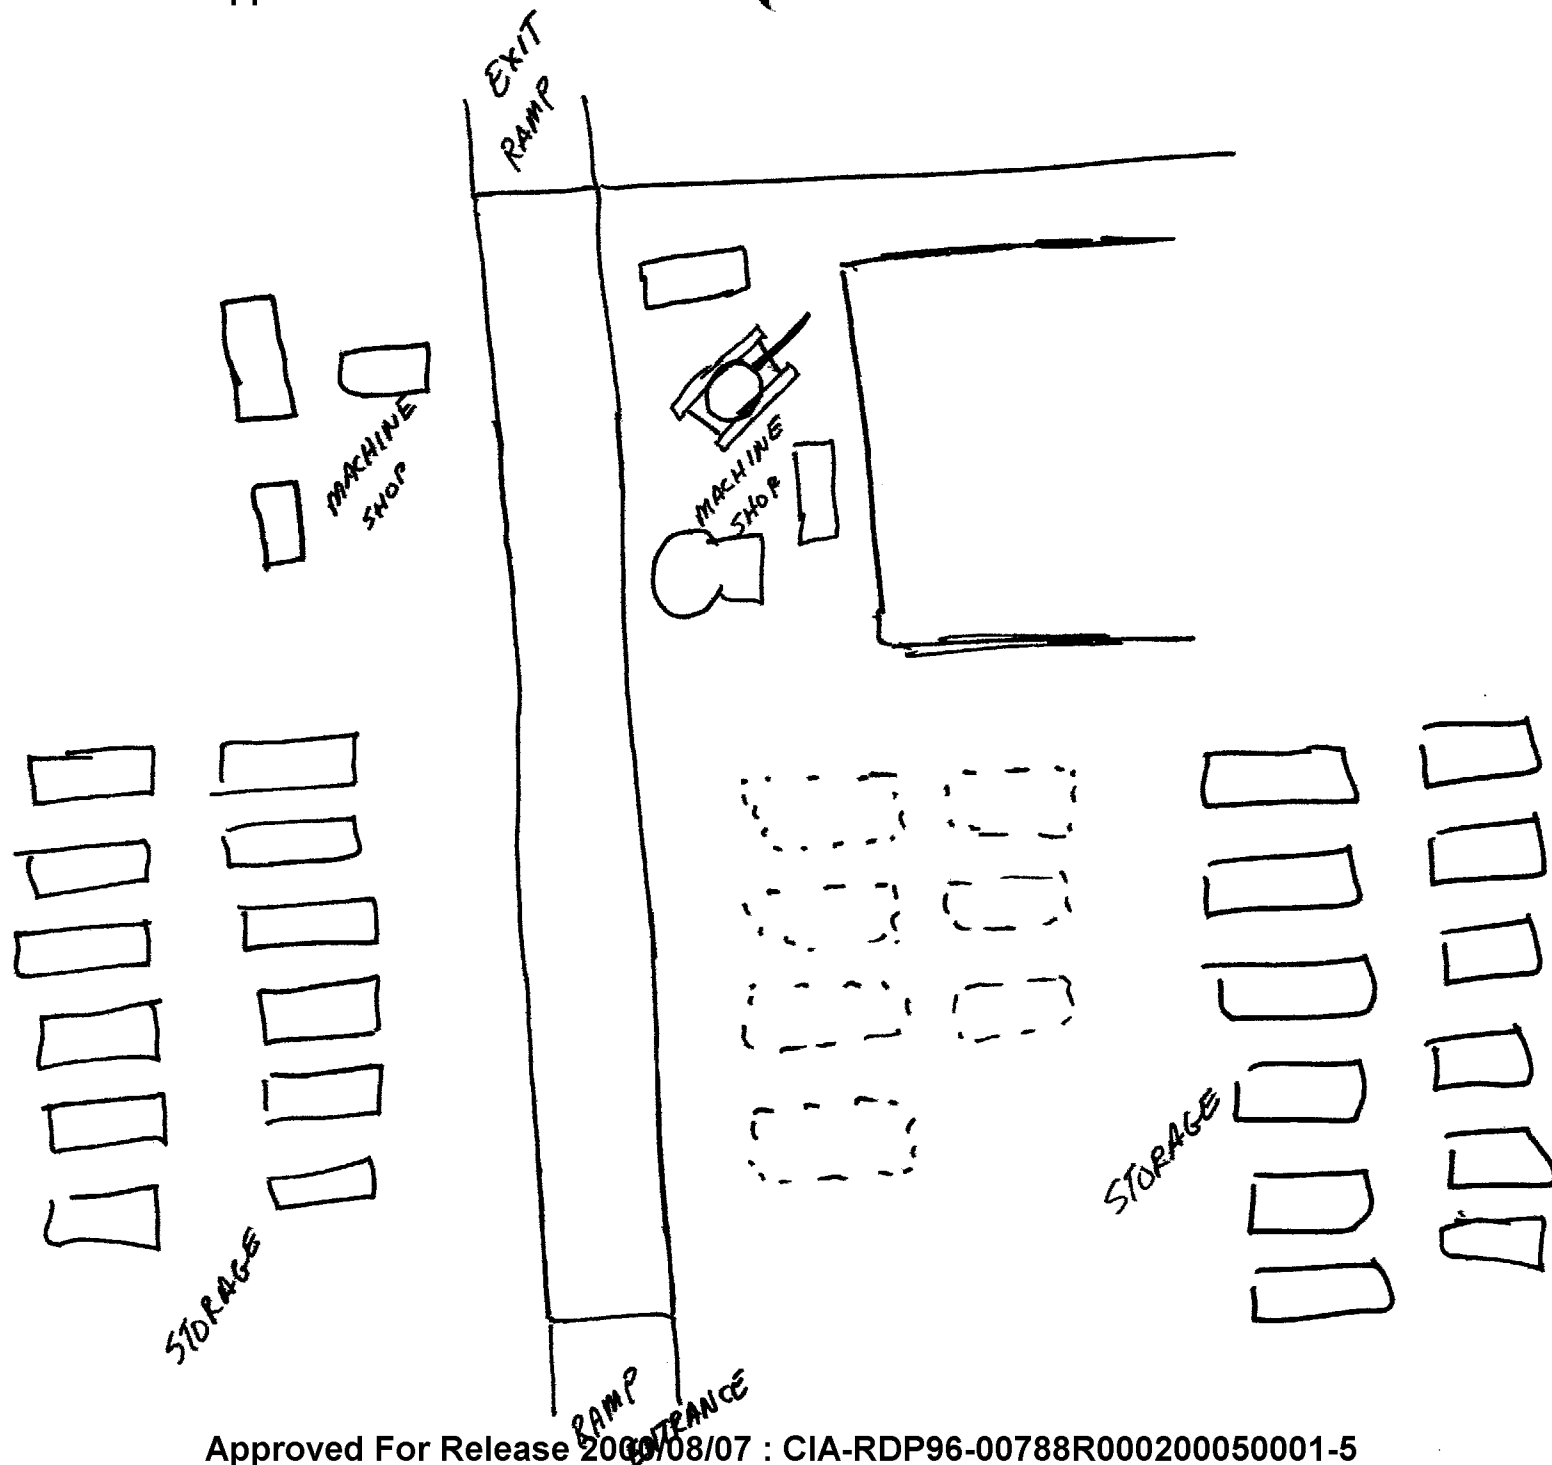 EXIT
RAMP
MACHINE
SHOP
MACHINE
SHOP
STORAGE
STORAGE
RAMP
ENTRANCE
Approved For Release 2000/08/07 : CIA-RDP96-00788R000200050001-5